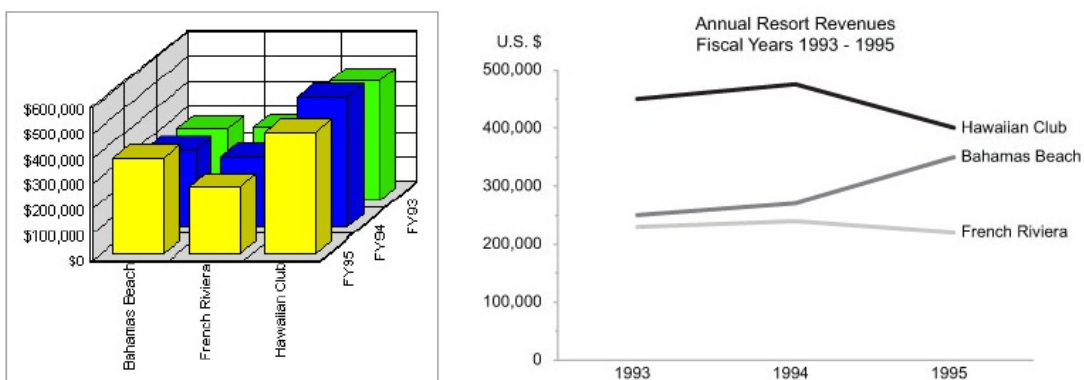 $600,000
$500,000
$400,000
$300,000
$200,000
$100,000
$0
Bahamas Beach
French Riviera
Hawaiian Club
FY95
FY94
FY93
Annual Resort Revenues
Fiscal Years 1993 - 1995
U.S. $
500,000
400,000
300,000
200,000
100,000
0
Hawaiian Club
Bahamas Beach
French Riviera
1993 1994 1995